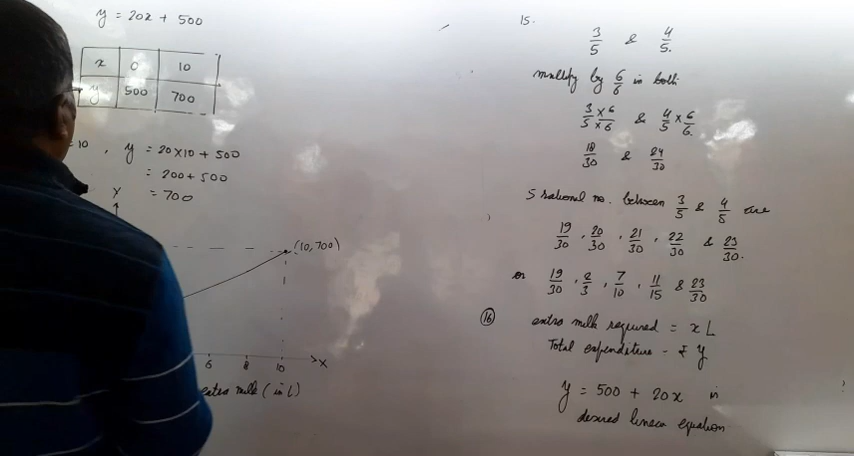 y = 20x + 500
x 0 10
y 500 700
=10 , y = 20×10 + 500
= 200 + 500
= 700
Y
(10, 700)
6 8 10 X
extra milk (in L)
15.
3/5 & 4/5.
multiply by 6/6 in both
3/5 ×6/×6 & 4/5 × 6/6.
18/30 & 24/30
5 rational no. between 3/5 & 4/5 are
19/30 , 20/30 , 21/30 , 22/30 & 23/30.
or 19/30 , 2/3 , 7/10 , 11/15 & 23/30
16 extra milk required = x L
Total expenditure - ₹ y
y = 500 + 20x is
desired linear equation